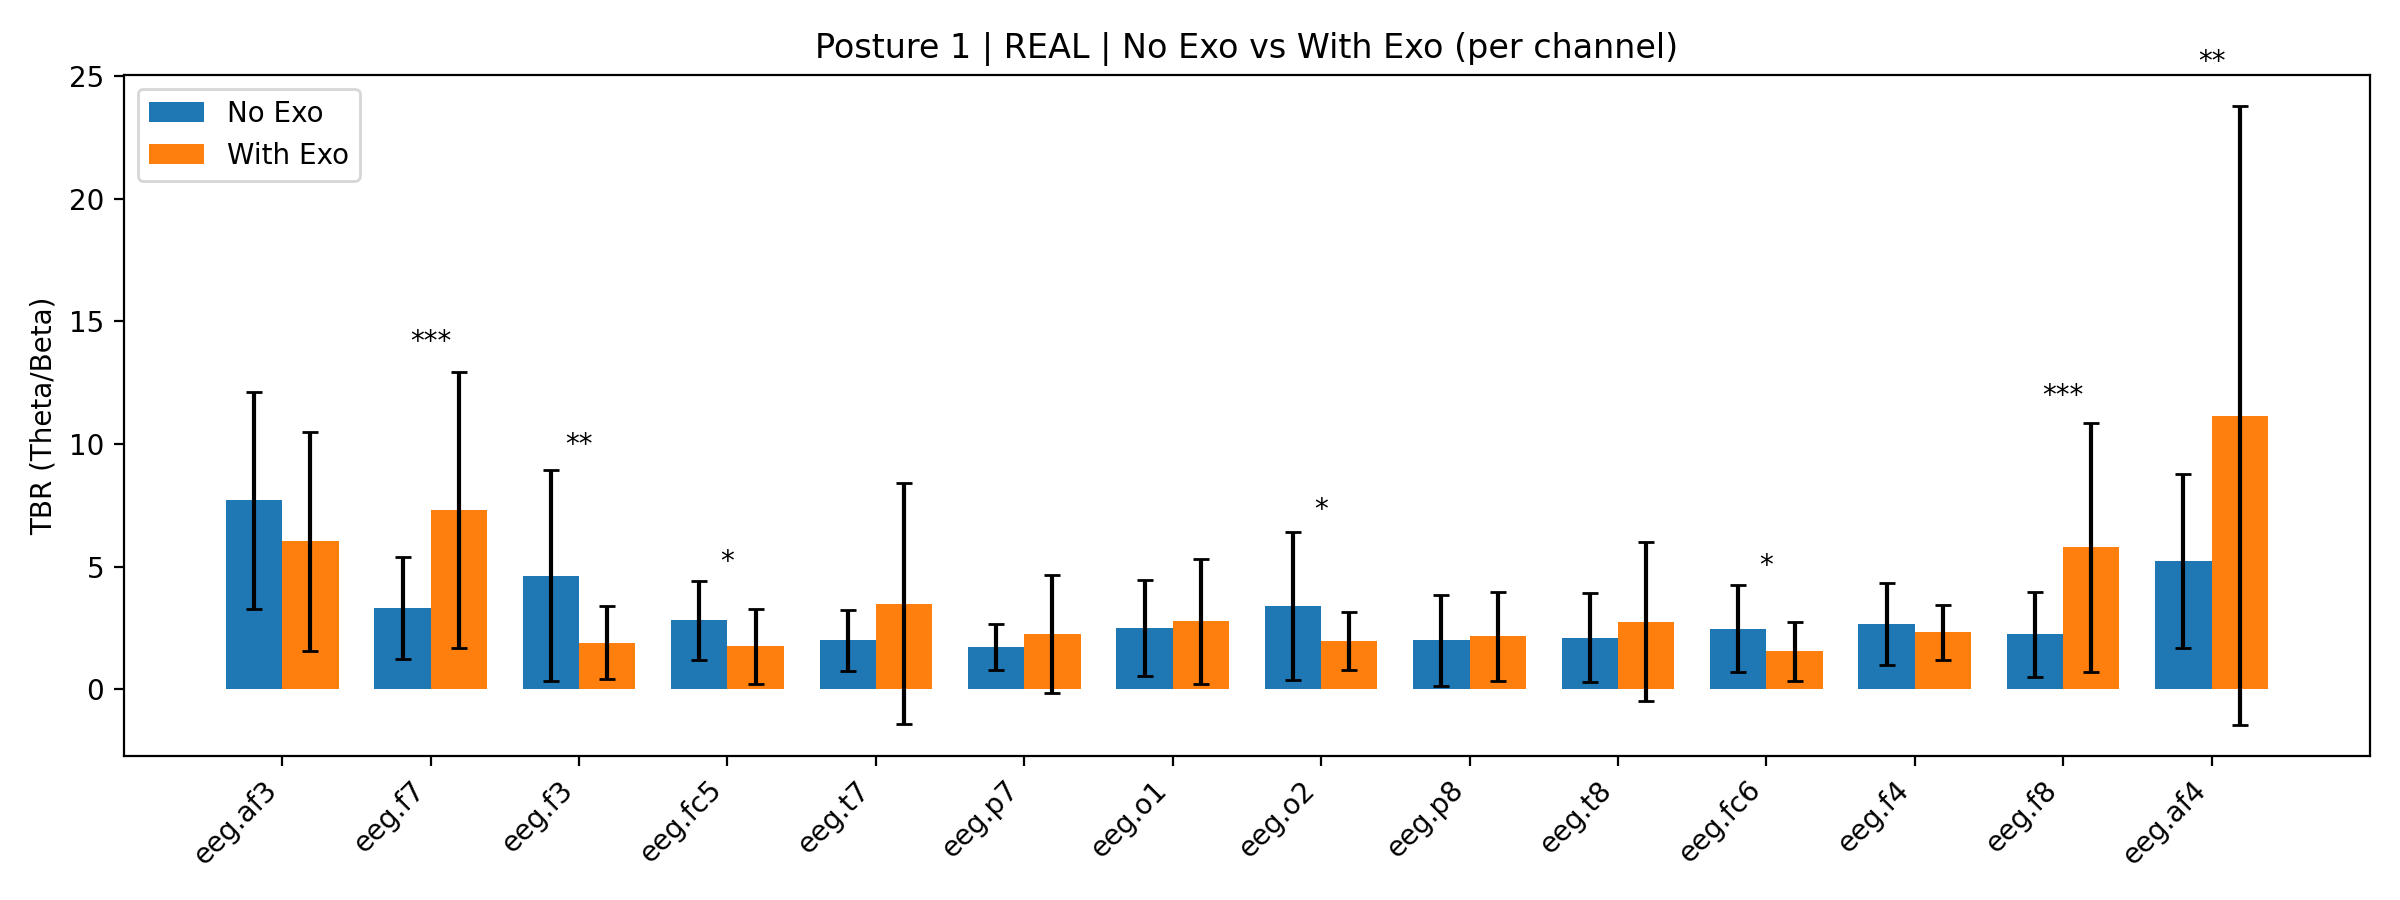 Posture 1 | REAL | No Exo vs With Exo (per channel)
**
25
No Exo
With Exo
20
15
10
5
0
TBR (Theta/Beta)
***
**
*
*
*
***
eeg.af3
eeg.f7
eeg.f3
eeg.fc5
eeg.t7
eeg.p7
eeg.o1
eeg.o2
eeg.p8
eeg.t8
eeg.fc6
eeg.f4
eeg.f8
eeg.af4